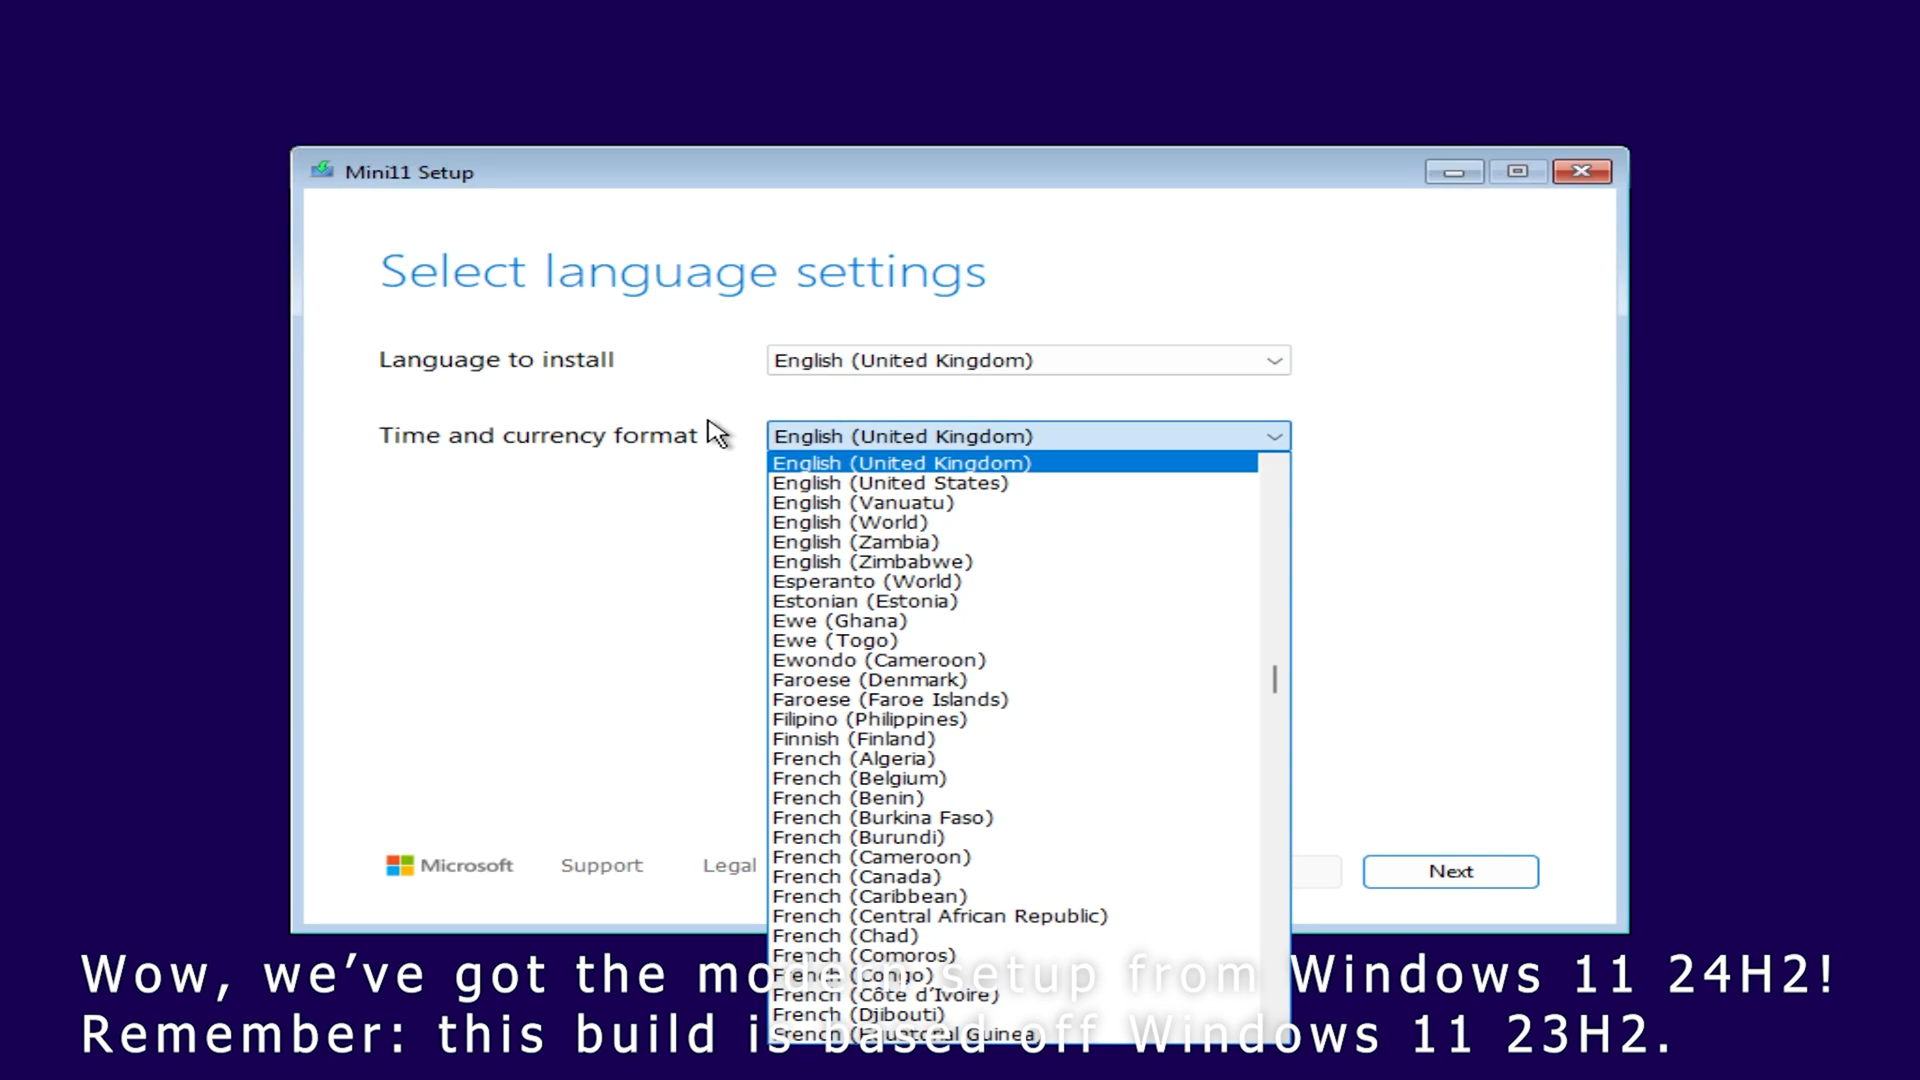 Mini11 Setup
Select language settings
Language to install
English (United Kingdom)
Time and currency format
English (United Kingdom)
English (United Kingdom)
English (United States)
English (Vanuatu)
English (World)
English (Zambia)
English (Zimbabwe)
Esperanto (World)
Estonian (Estonia)
Ewe (Ghana)
Ewe (Togo)
Ewondo (Cameroon)
Faroese (Denmark)
Faroese (Faroe Islands)
Filipino (Philippines)
Finnish (Finland)
French (Algeria)
French (Belgium)
French (Benin)
French (Burkina Faso)
French (Burundi)
French (Cameroon)
French (Canada)
French (Caribbean)
French (Central African Republic)
French (Chad)
French (Comoros)
French (Congo)
French (Côte d'Ivoire)
French (Djibouti)
French (Equatorial Guinea
Microsoft Support Legal
Next
Wow, we've got the modern setup from Windows 11 24H2!
Remember: this build is based off Windows 11 23H2.